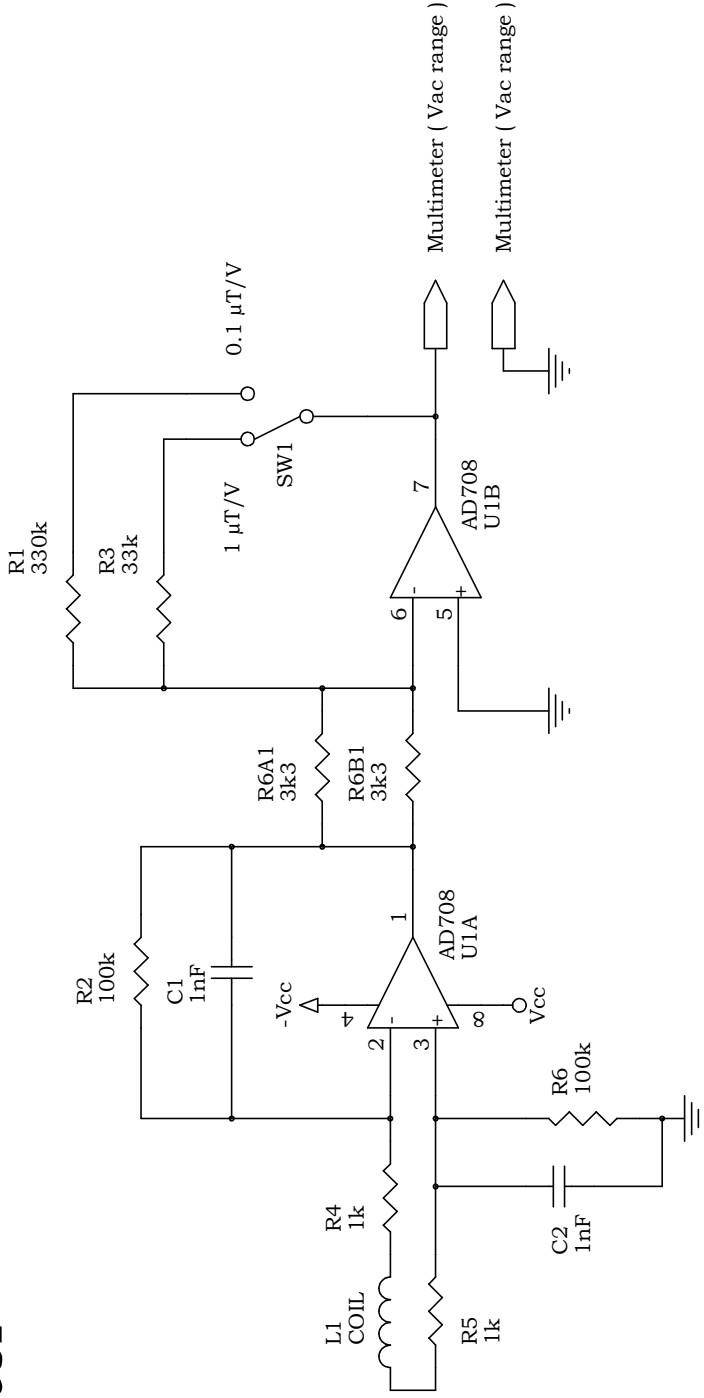 R1
330k
R3
33k
0.1 µT/V
1 µT/V
SW1
Multimeter ( Vac range )
Multimeter ( Vac range )
R6A1
3k3
R6B1
3k3
6
-
5
+
7
AD708
U1B
R2
100k
C1
1nF
-Vcc
4
2
-
3
+
8
Vcc
1
AD708
U1A
L1
COIL
R4
1k
R5
1k
C2
1nF
R6
100k